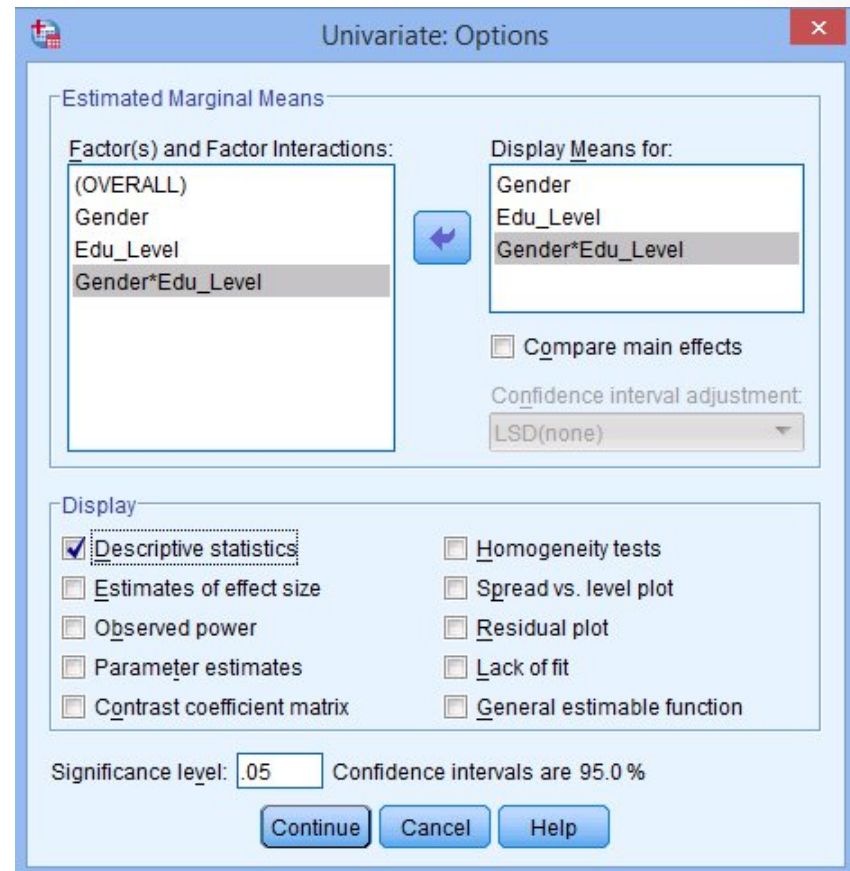 Univariate: Options
Estimated Marginal Means
Factor(s) and Factor Interactions:
(OVERALL)
Gender
Edu_Level
Gender*Edu_Level
Display Means for:
Gender
Edu_Level
Gender*Edu_Level
Compare main effects
Confidence interval adjustment:
LSD(none)
Display
Descriptive statistics
Estimates of effect size
Observed power
Parameter estimates
Contrast coefficient matrix
Homogeneity tests
Spread vs. level plot
Residual plot
Lack of fit
General estimable function
Significance level: .05 Confidence intervals are 95.0 %
Continue Cancel Help